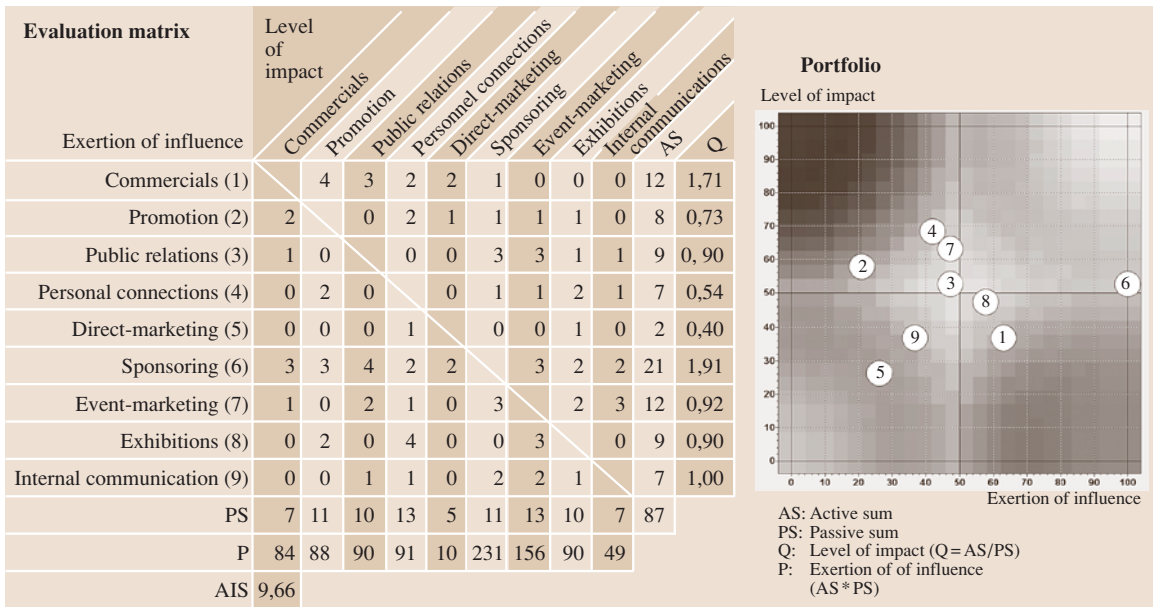 Evaluation matrix
Level
of
impact
Commercials
Promotion
Public relations
Personnel connections
Direct-marketing
Sponsoring
Event-marketing
Exhibitions
Internal
communications
AS
Q
Exertion of influence
Commercials (1) 4 3 2 2 1 0 0 0 12 1,71
Promotion (2) 2 0 2 1 1 1 1 0 8 0,73
Public relations (3) 1 0 0 0 3 3 1 1 9 0, 90
Personal connections (4) 0 2 0 0 1 1 2 1 7 0,54
Direct-marketing (5) 0 0 0 1 0 0 1 0 2 0,40
Sponsoring (6) 3 3 4 2 2 3 2 2 21 1,91
Event-marketing (7) 1 0 2 1 0 3 2 3 12 0,92
Exhibitions (8) 0 2 0 4 0 0 3 0 9 0,90
Internal communication (9) 0 0 1 1 0 2 2 1 7 1,00
PS 7 11 10 13 5 11 13 10 7 87
P 84 88 90 91 10 231 156 90 49
AIS 9,66
Portfolio
Level of impact
100
90
80
70
60
50
40
30
20
10
0
4
7
2
3
6
8
9
1
5
0 10 20 30 40 50 60 70 80 90 100
Exertion of influence
AS: Active sum
PS: Passive sum
Q: Level of impact (Q = AS/PS)
P: Exertion of of influence
(AS * PS)